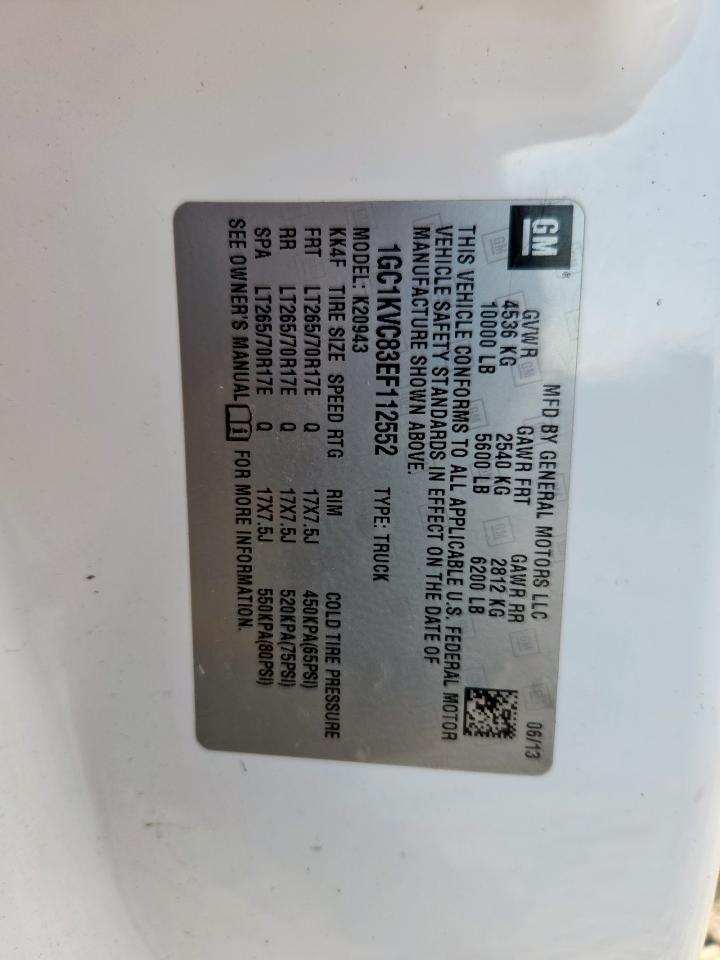 GM ®
MFD BY GENERAL MOTORS LLC 06/13
GVWR GAWR FRT GAWR RR
4536 KG 2540 KG 2812 KG
10000 LB 5600 LB 6200 LB
THIS VEHICLE CONFORMS TO ALL APPLICABLE U.S. FEDERAL MOTOR
VEHICLE SAFETY STANDARDS IN EFFECT ON THE DATE OF
MANUFACTURE SHOWN ABOVE.
1GC1KVC83EF112552 TYPE: TRUCK
MODEL: K20943
KK4F TIRE SIZE SPEED RTG RIM COLD TIRE PRESSURE
FRT LT265/70R17E Q 17X7.5J 450KPA(65PSI)
RR LT265/70R17E Q 17X7.5J 520KPA(75PSI)
SPA LT265/70R17E Q 17X7.5J 550KPA(80PSI)
SEE OWNER'S MANUAL i FOR MORE INFORMATION.